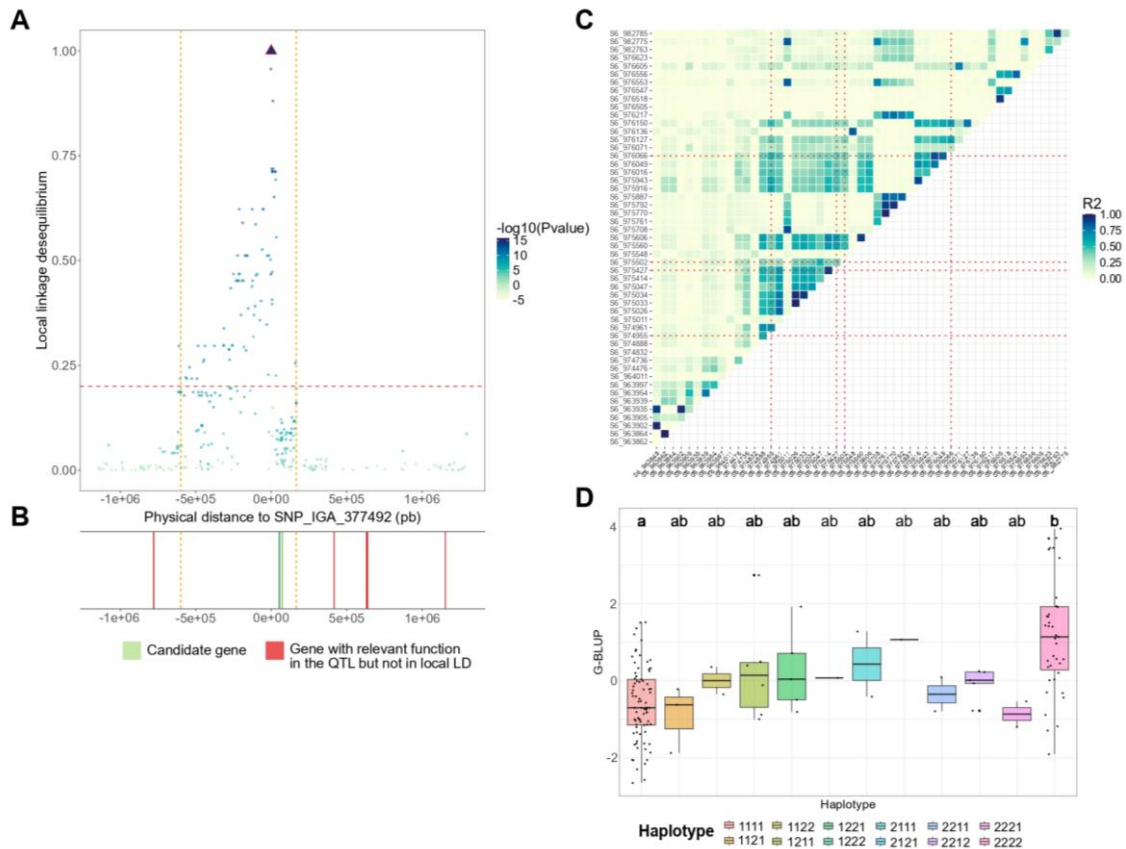 A
1.00
0.75
0.50
0.25
0.00
Local linkage desequilibrium
-log10(Pvalue)
15
10
5
0
-5
-1e+06
-5e+05
0e+00
5e+05
1e+06
Physical distance to SNP_IGA_377492 (pb)
B
-1e+06
-5e+05
0e+00
5e+05
1e+06
Candidate gene
Gene with relevant function
in the QTL but not in local LD
C
S6_982785
S6_982775
S6_982763
S6_976623
S6_976605
S6_976556
S6_976553
S6_976547
S6_976518
S6_976505
S6_976217
S6_976150
S6_976136
S6_976127
S6_976071
S6_976066
S6_976049
S6_976016
S6_975943
S6_975916
S6_975887
S6_975792
S6_975770
S6_975761
S6_975708
S6_975606
S6_975560
S6_975548
S6_975502
S6_975427
S6_975414
S6_975047
S6_975034
S6_975033
S6_975026
S6_975011
S6_974961
S6_974955
S6_974888
S6_974832
S6_974736
S6_974476
S6_964011
S6_963997
S6_963954
S6_963939
S6_963935
S6_963905
S6_963902
S6_963864
S6_963862
R2
1.00
0.75
0.50
0.25
0.00
D
a ab ab ab ab ab ab ab ab ab ab b
4
2
0
-2
G-BLUP
Haplotype
Haplotype
1111 1122 1221 2111 2211 2221
1121 1211 1222 2121 2212 2222